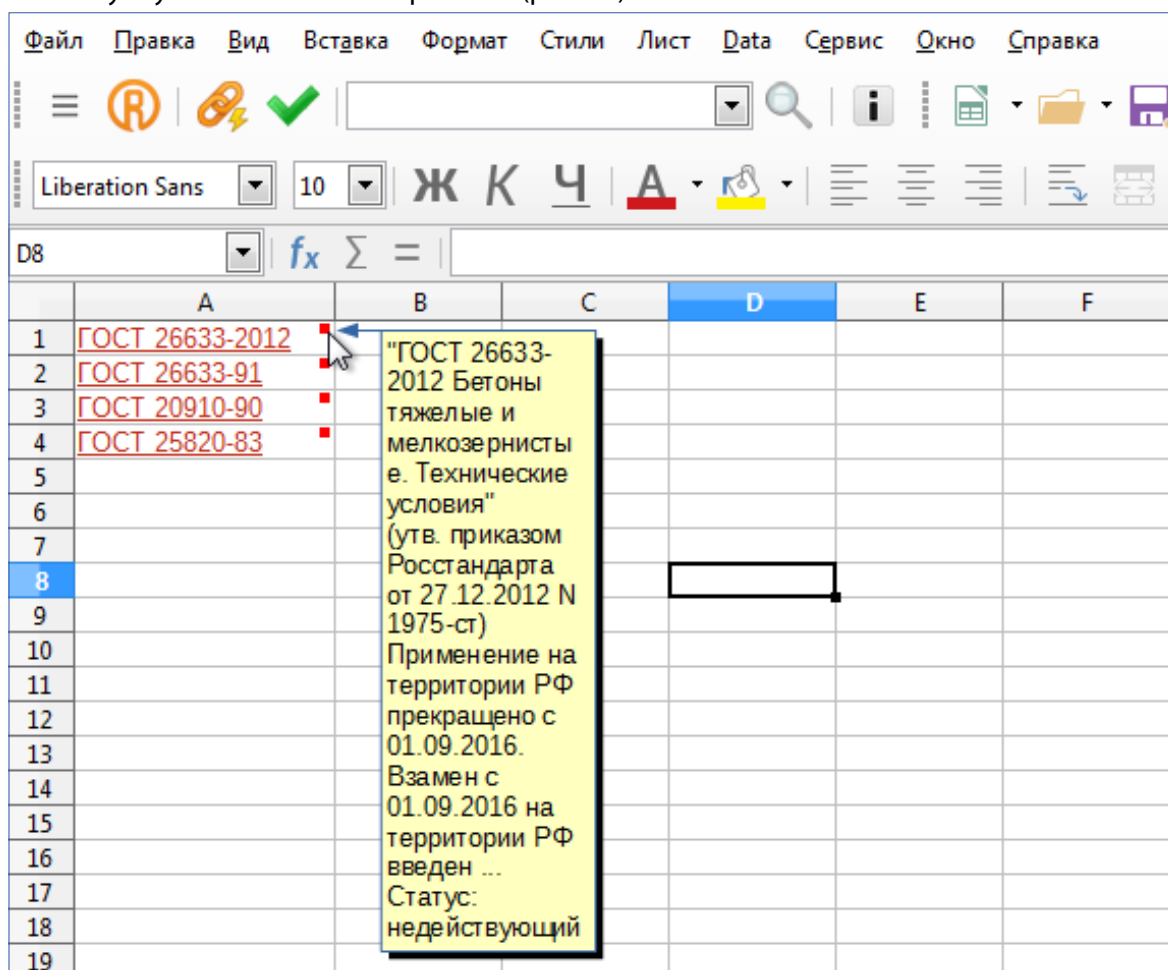 Файл Правка Вид Вставка Формат Стили Лист Data Сервис Окно Справка
Liberation Sans 10 Ж К Ч А
D8 fx Σ =
A B C D E F
1 ГОСТ 26633-2012
2 ГОСТ 26633-91
3 ГОСТ 20910-90
4 ГОСТ 25820-83
5
6
7
8
9
10
11
12
13
14
15
16
17
18
19
"ГОСТ 26633-
2012 Бетоны
тяжелые и
мелкозернисты
е. Технические
условия"
(утв. приказом
Росстандарта
от 27.12.2012 N
1975-ст)
Применение на
территории РФ
прекращено с
01.09.2016.
Взамен с
01.09.2016 на
территории РФ
введен ...
Статус:
недействующий